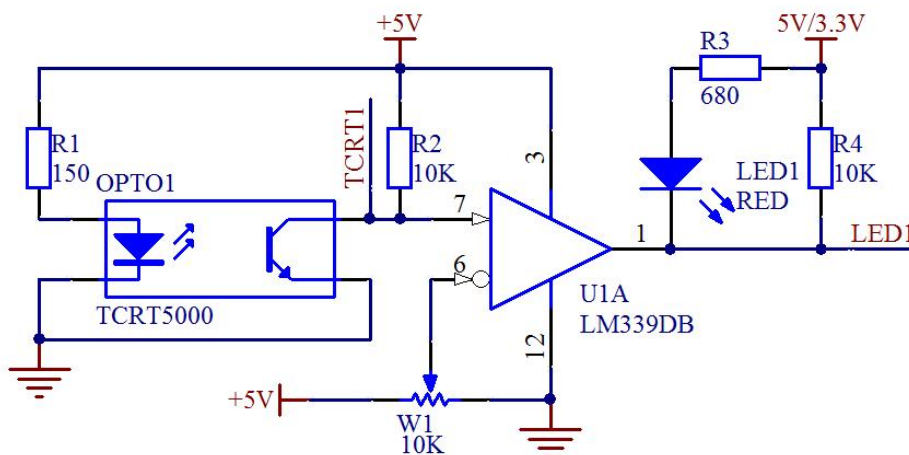 +5V
5V/3.3V
R3
680
R1
150
TCRT1
R2
10K
3
LED1
RED
R4
10K
OPTO1
7
1
LED1
6
U1A
LM339DB
TCRT5000
12
+5V
W1
10K